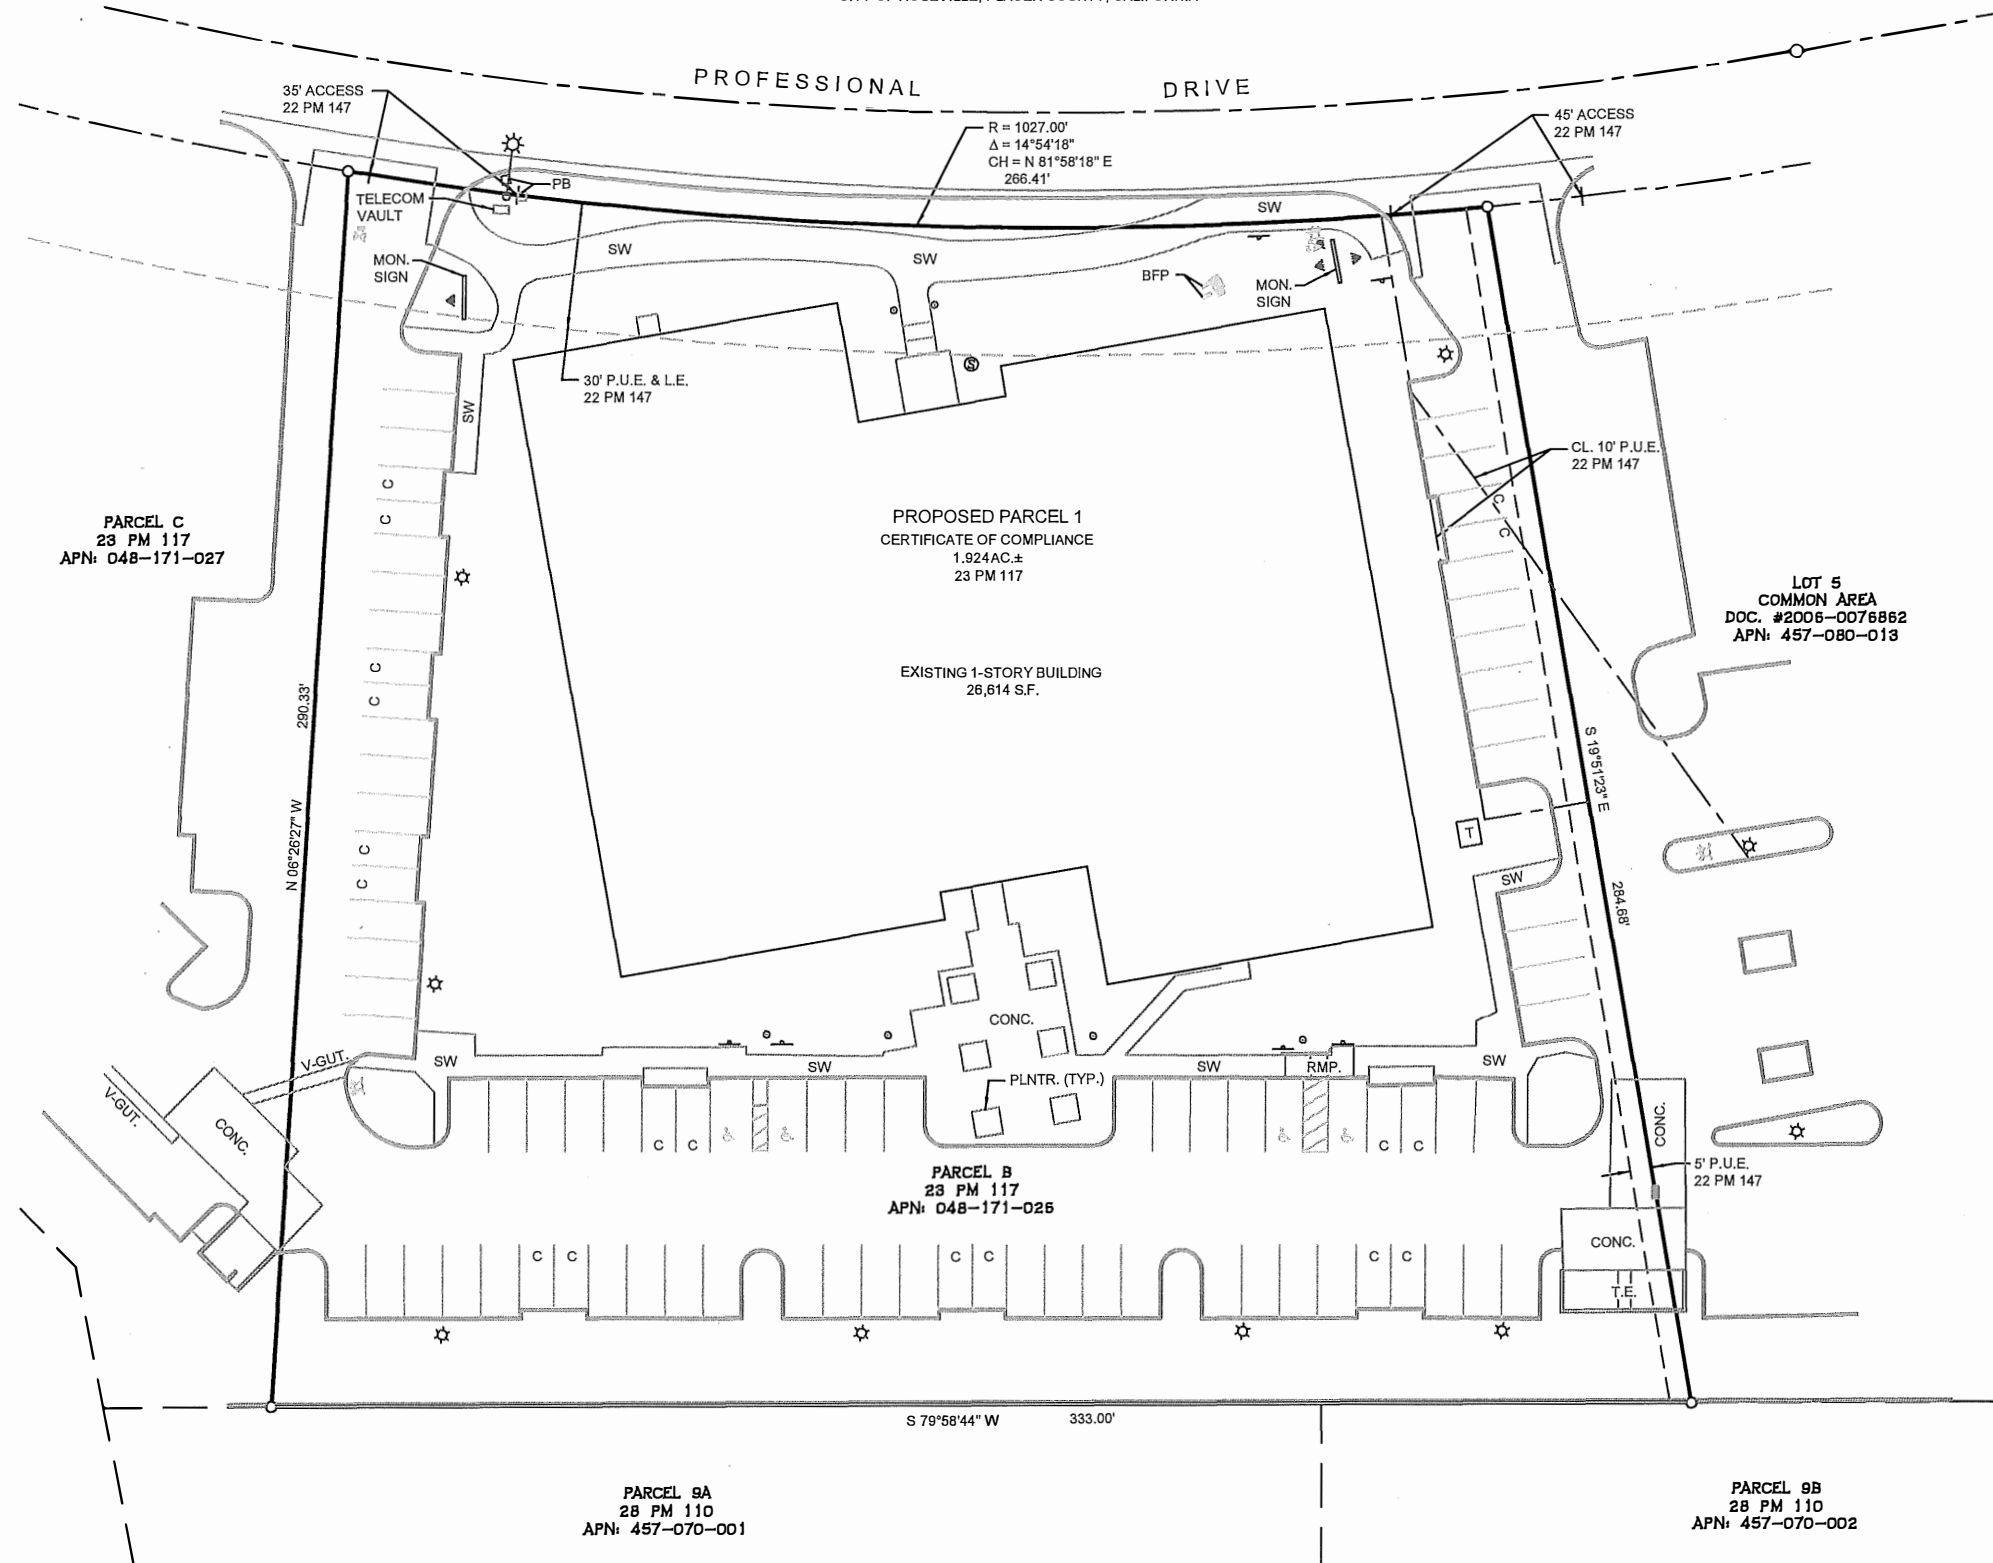 PROFESSIONAL DRIVE
35' ACCESS
22 PM 147
45' ACCESS
22 PM 147
R = 1027.00'
Δ = 14°54'18"
CH = N 81°58'18" E
266.41'
PB
TELECOM
VAULT
SW
SW
SW
MON.
SIGN
BFP
MON.
SIGN
S
30' P.U.E. & L.E.
22 PM 147
SW
CL. 10' P.U.E.
22 PM 147
C
C
C
C
PARCEL C
23 PM 117
APN: 048-171-027
PROPOSED PARCEL 1
CERTIFICATE OF COMPLIANCE
1.924AC.±
23 PM 117
LOT 5
COMMON AREA
DOC. #2006-0076862
APN: 457-080-013
EXISTING 1-STORY BUILDING
26,614 S.F.
C
C
290.33'
N 06°26'27" W
S 19°51'23" E
284.68'
T
C
C
SW
CONC.
V-GUT.
SW
SW
SW
RMP.
SW
PLNTR. (TYP.)
V-GUT.
CONC.
CONC.
C C
C C
PARCEL B
23 PM 117
APN: 048-171-026
5' P.U.E.
22 PM 147
CONC.
C C
C C
C C
T.E.
S 79°58'44" W 333.00'
PARCEL 9A
28 PM 110
APN: 457-070-001
PARCEL 9B
28 PM 110
APN: 457-070-002